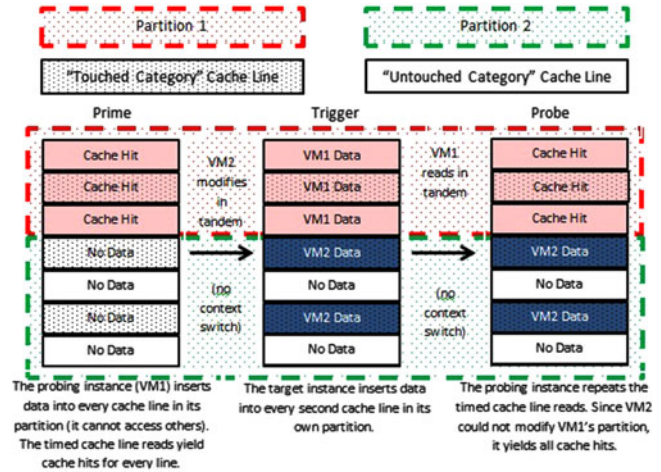 Partition 1
Partition 2
"Touched Category" Cache Line
"Untouched Category" Cache Line
Prime
Trigger
Probe
Cache Hit
Cache Hit
Cache Hit
No Data
No Data
No Data
No Data
VM2
modifies
in
tandem
(no
context
switch)
VM1 Data
VM1 Data
VM1 Data
VM2 Data
No Data
VM2 Data
No Data
VM1
reads in
tandem
(no
context
switch)
Cache Hit
Cache Hit
Cache Hit
VM2 Data
No Data
VM2 Data
No Data
The probing instance (VM1) inserts
data into every cache line in its
partition (it cannot access others).
The timed cache line reads yield
cache hits for every line.
The target instance inserts data
into every second cache line in its
own partition.
The probing instance repeats the
timed cache line reads. Since VM2
could not modify VM1's partition,
it yields all cache hits.